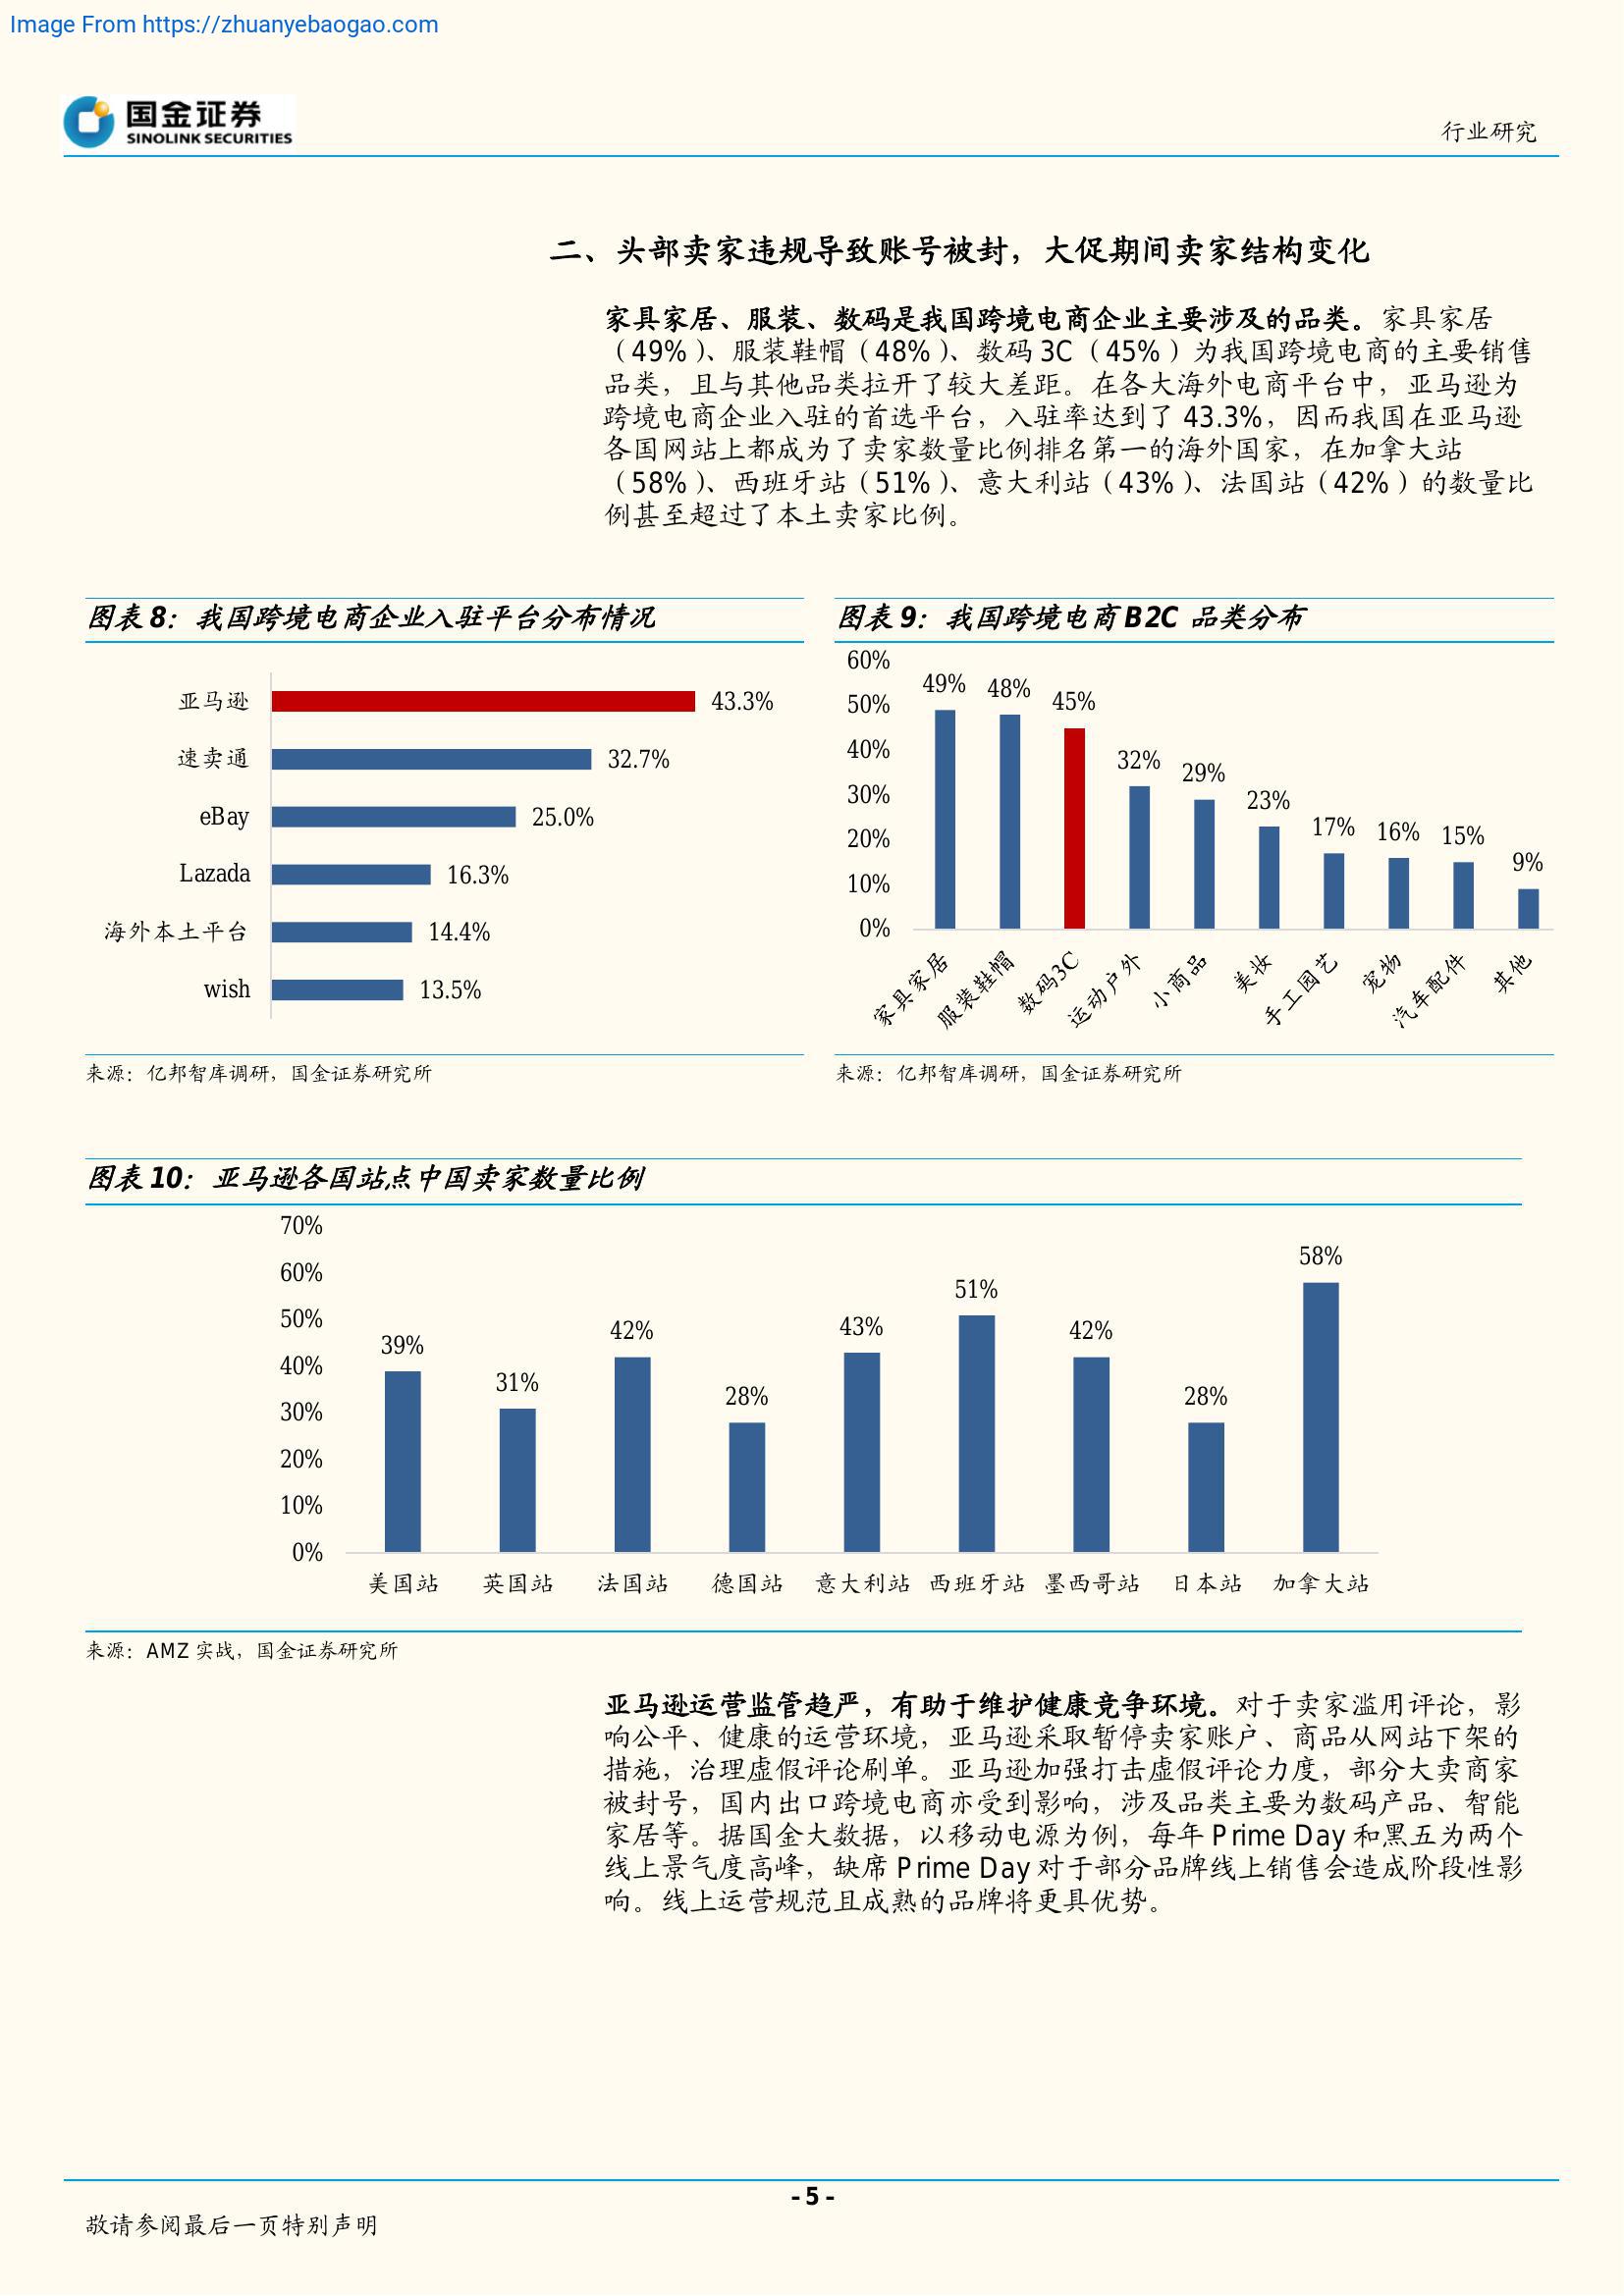 Image From https://zhuanyebaogao.com
国金证券
SINOLINK SECURITIES
行业研究
二、头部卖家违规导致账号被封，大促期间卖家结构变化
家具家居、服装、数码是我国跨境电商企业主要涉及的品类。家具家居
（49%）、服装鞋帽（48%）、数码 3C（45%）为我国跨境电商的主要销售
品类，且与其他品类拉开了较大差距。在各大海外电商平台中，亚马逊为
跨境电商企业入驻的首选平台，入驻率达到了 43.3%，因而我国在亚马逊
各国网站上都成为了卖家数量比例排名第一的海外国家，在加拿大站
（58%）、西班牙站（51%）、意大利站（43%）、法国站（42%）的数量比
例甚至超过了本土卖家比例。
图表 8：我国跨境电商企业入驻平台分布情况
亚马逊 43.3%
速卖通 32.7%
eBay 25.0%
Lazada 16.3%
海外本土平台 14.4%
wish 13.5%
来源：亿邦智库调研，国金证券研究所
图表 9：我国跨境电商 B2C 品类分布
60%
50%
40%
30%
20%
10%
0%
49% 48% 45% 32% 29% 23% 17% 16% 15% 9%
家具家居 服装鞋帽 数码3C 运动户外 小商品 美妆 手工园艺 宠物 汽车配件 其他
来源：亿邦智库调研，国金证券研究所
图表 10：亚马逊各国站点中国卖家数量比例
70%
60%
50%
40%
30%
20%
10%
0%
39% 31% 42% 28% 43% 51% 42% 28% 58%
美国站 英国站 法国站 德国站 意大利站 西班牙站 墨西哥站 日本站 加拿大站
来源：AMZ 实战，国金证券研究所
亚马逊运营监管趋严，有助于维护健康竞争环境。对于卖家滥用评论，影
响公平、健康的运营环境，亚马逊采取暂停卖家账户、商品从网站下架的
措施，治理虚假评论刷单。亚马逊加强打击虚假评论力度，部分大卖商家
被封号，国内出口跨境电商亦受到影响，涉及品类主要为数码产品、智能
家居等。据国金大数据，以移动电源为例，每年 Prime Day 和黑五为两个
线上景气度高峰，缺席 Prime Day 对于部分品牌线上销售会造成阶段性影
响。线上运营规范且成熟的品牌将更具优势。
- 5 -
敬请参阅最后一页特别声明